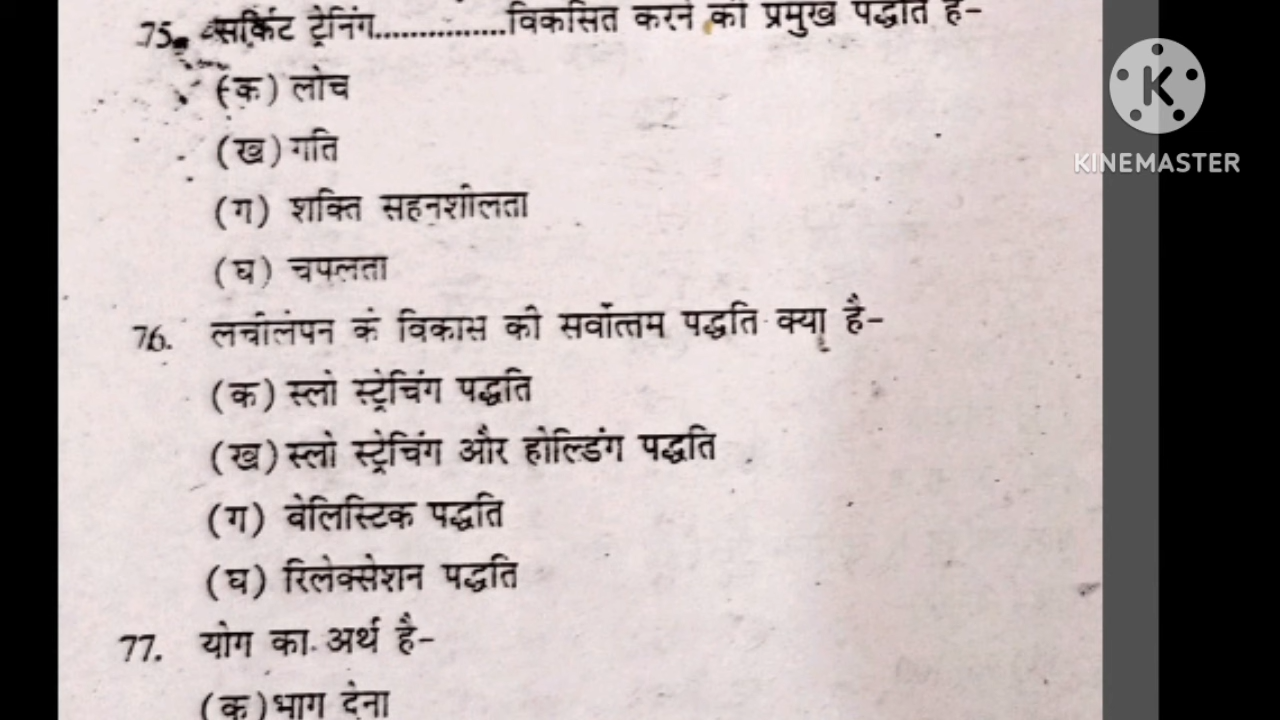 75. सर्किट ट्रेनिंग...............विकसित करने की प्रमुख पद्धति है-
(क) लोच
(ख) गति
(ग) शक्ति सहनशीलता
(घ) चपलता
76. लचीलेपन के विकास की सर्वोत्तम पद्धति क्या है-
(क) स्लो स्ट्रेचिंग पद्धति
(ख) स्लो स्ट्रेचिंग और होल्डिंग पद्धति
(ग) वेलिस्टिक पद्धति
(घ) रिलेक्सेशन पद्धति
77. योग का अर्थ है-
(क) भाग देना
K
KINEMASTER